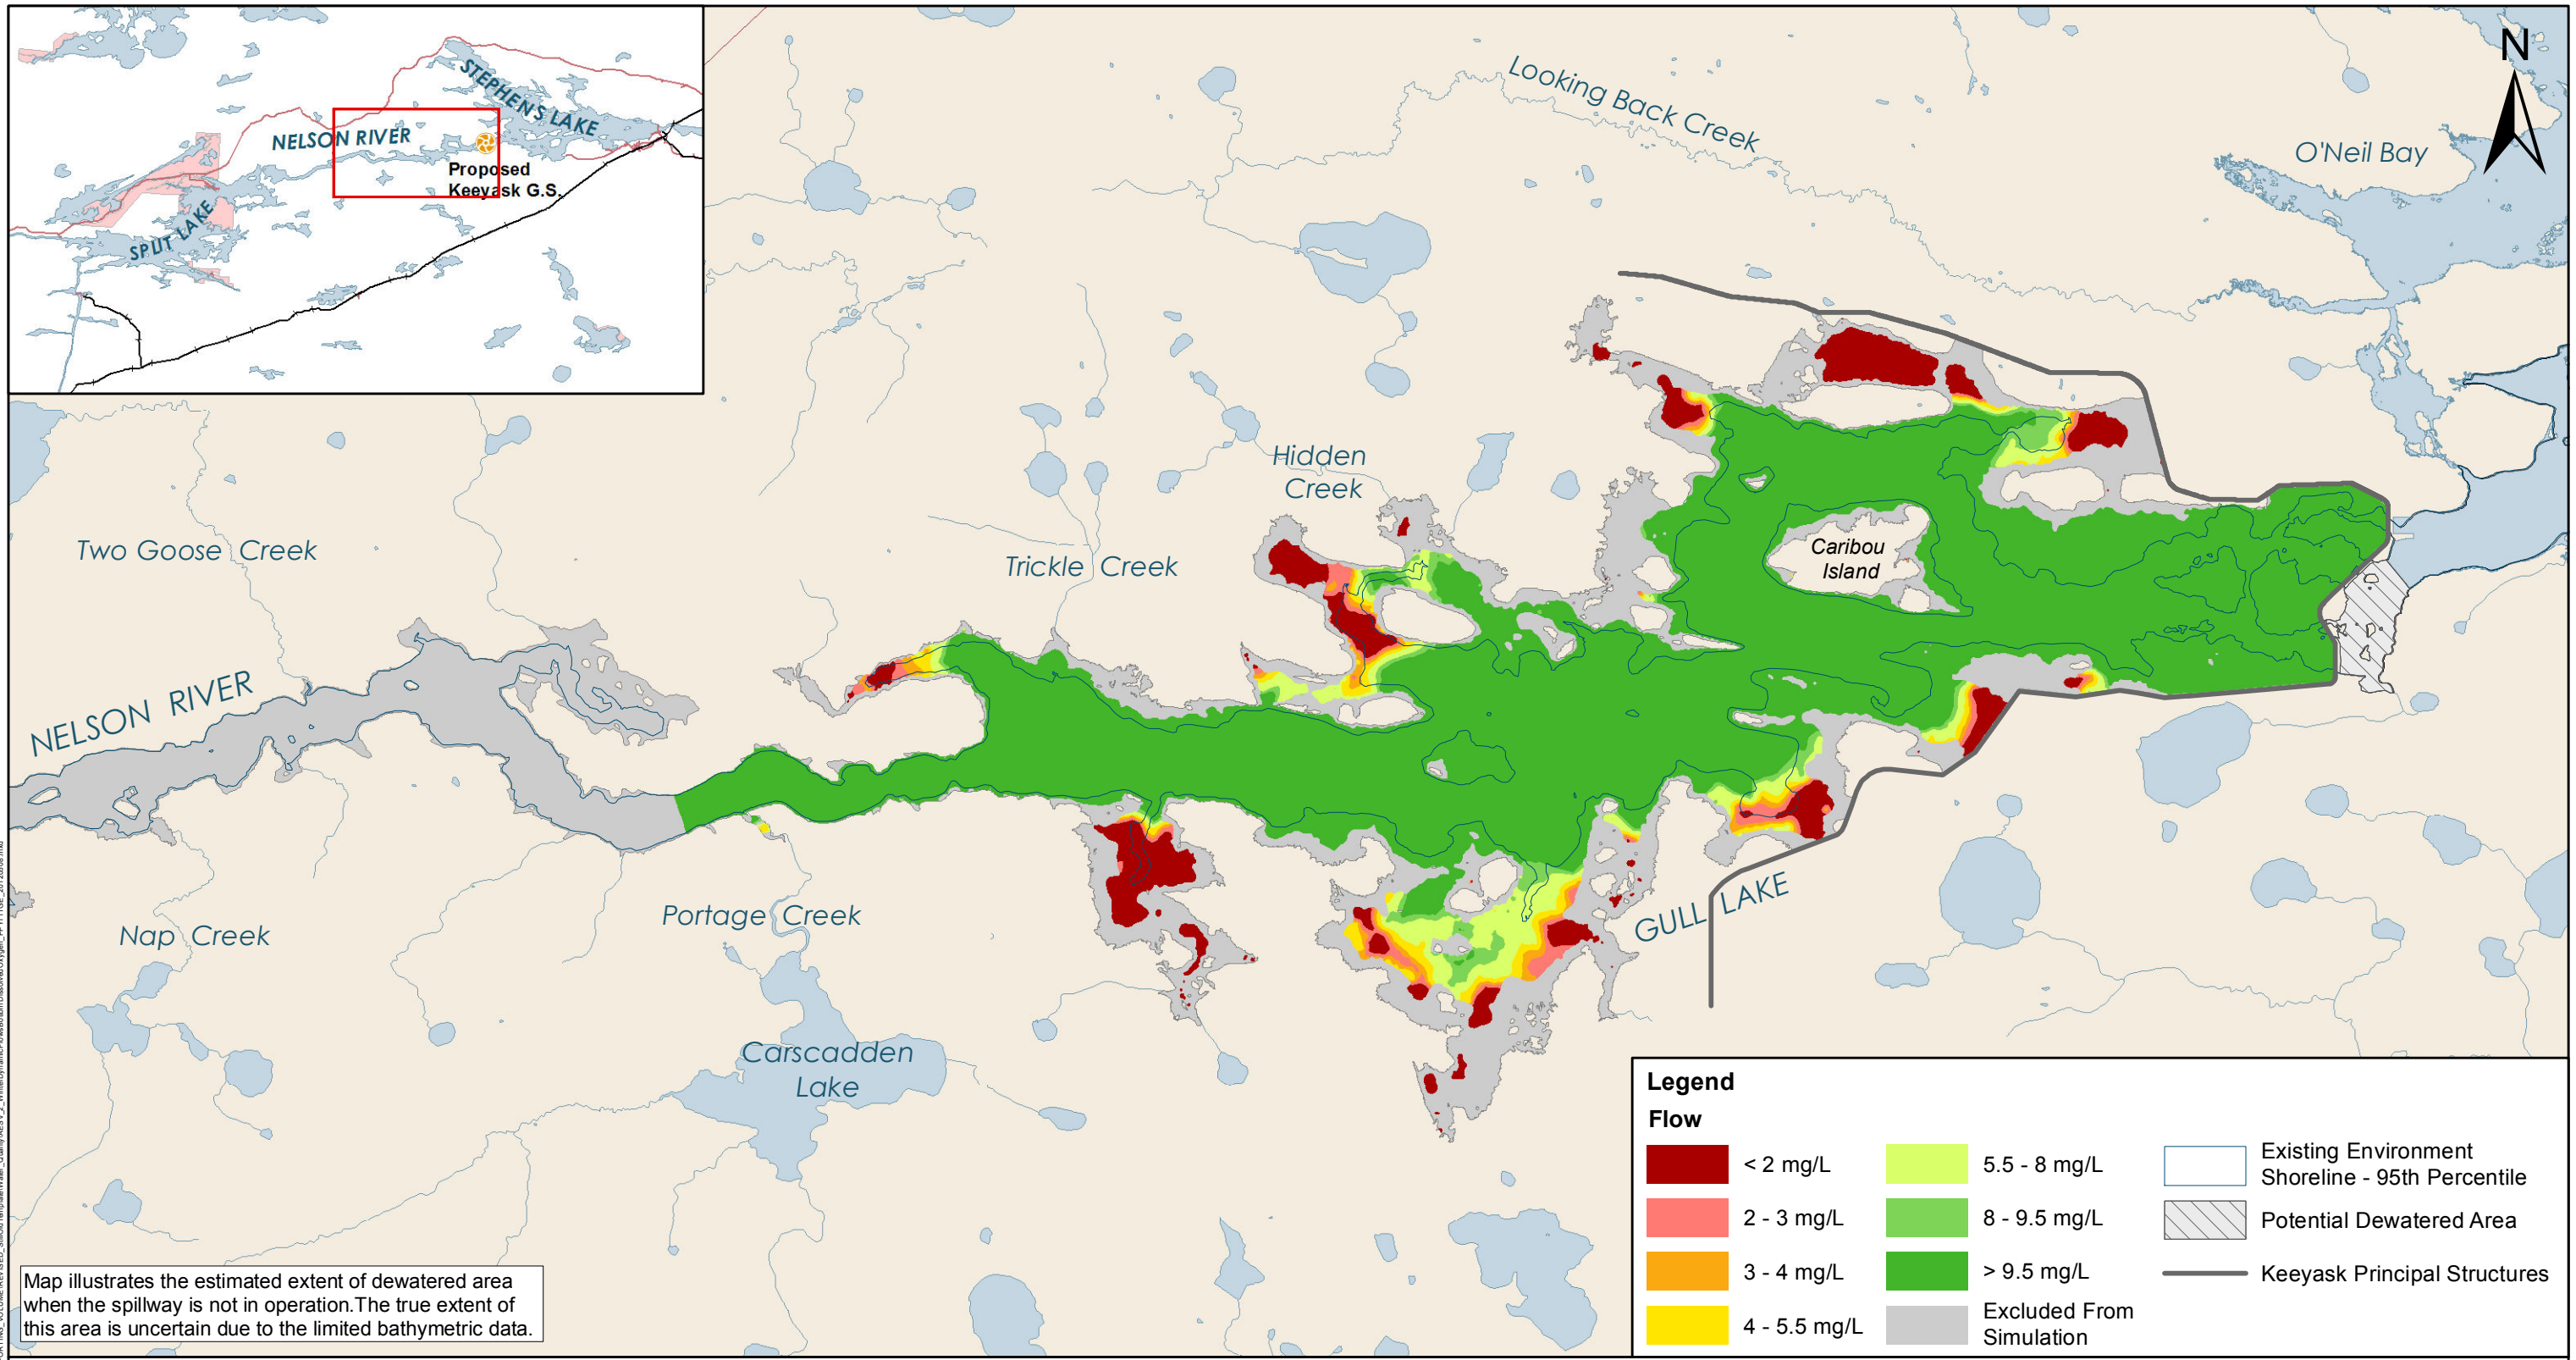 STEPHENS LAKE
NELSON RIVER
Proposed
Keeyask G.S.
SPLIT LAKE
N
Looking Back Creek
O'Neil Bay
Hidden
Creek
Two Goose Creek
Trickle Creek
Caribou
Island
NELSON RIVER
Nap Creek
Portage Creek
GULL LAKE
Carscadden
Lake
Map illustrates the estimated extent of dewatered area
when the spillway is not in operation.The true extent of
this area is uncertain due to the limited bathymetric data.
Legend
Flow
< 2 mg/L
2 - 3 mg/L
3 - 4 mg/L
4 - 5.5 mg/L
5.5 - 8 mg/L
8 - 9.5 mg/L
> 9.5 mg/L
Excluded From
Simulation
Existing Environment
Shoreline - 95th Percentile
Potential Dewatered Area
Keeyask Principal Structures